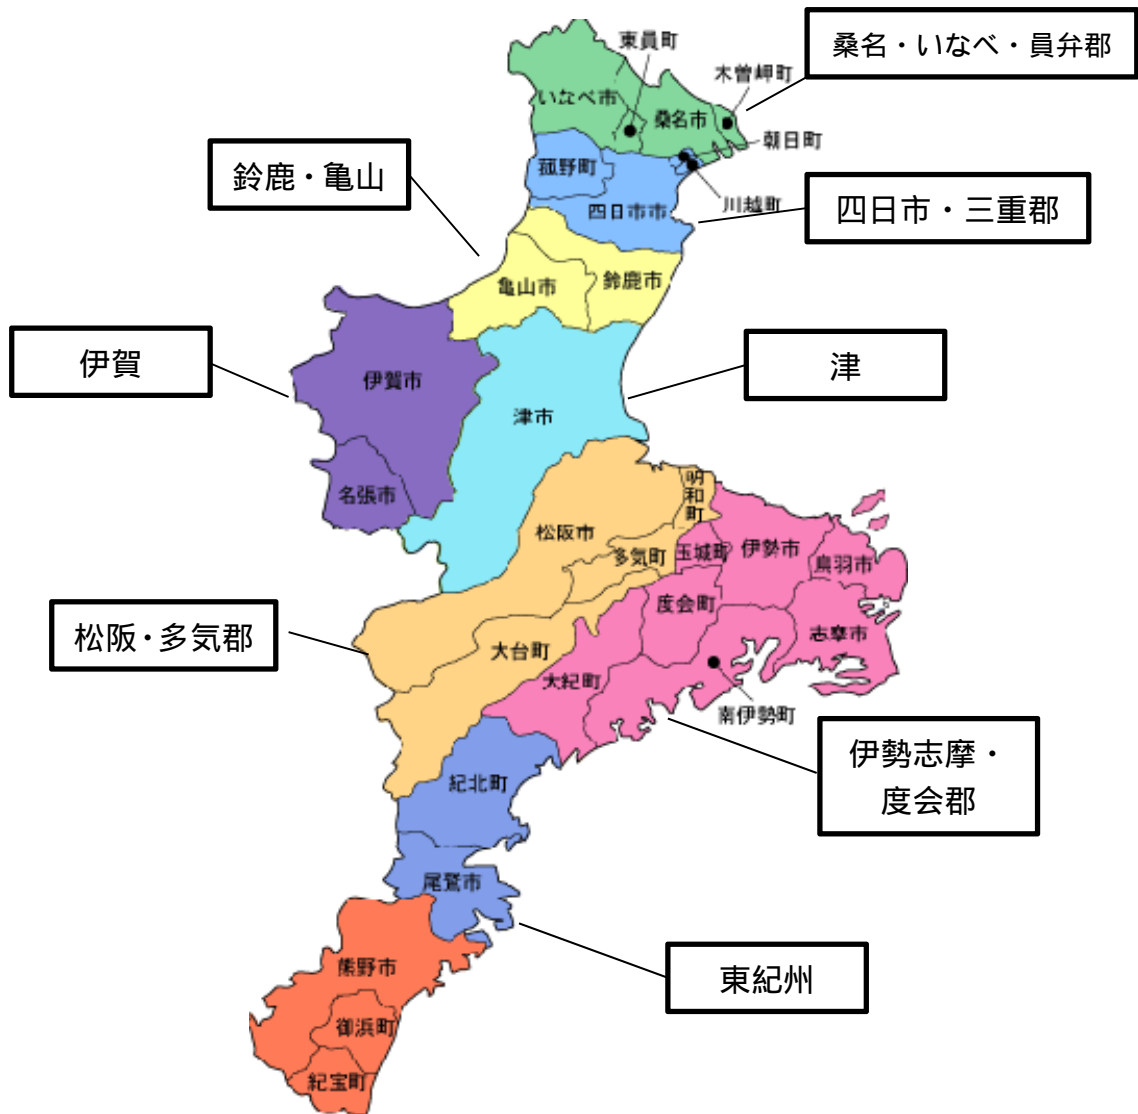 桑名・いなべ・員弁郡
東員町
木曽岬町
いなべ市
桑名市
朝日町
菰野町
川越町
四日市市
四日市・三重郡
鈴鹿・亀山
亀山市
鈴鹿市
伊賀
伊賀市
津
津市
名張市
明和町
松阪市
多気町
玉城町
伊勢市
鳥羽市
度会町
志摩市
松阪・多気郡
大台町
大紀町
南伊勢町
伊勢志摩・
度会郡
紀北町
尾鷲市
東紀州
熊野市
御浜町
紀宝町